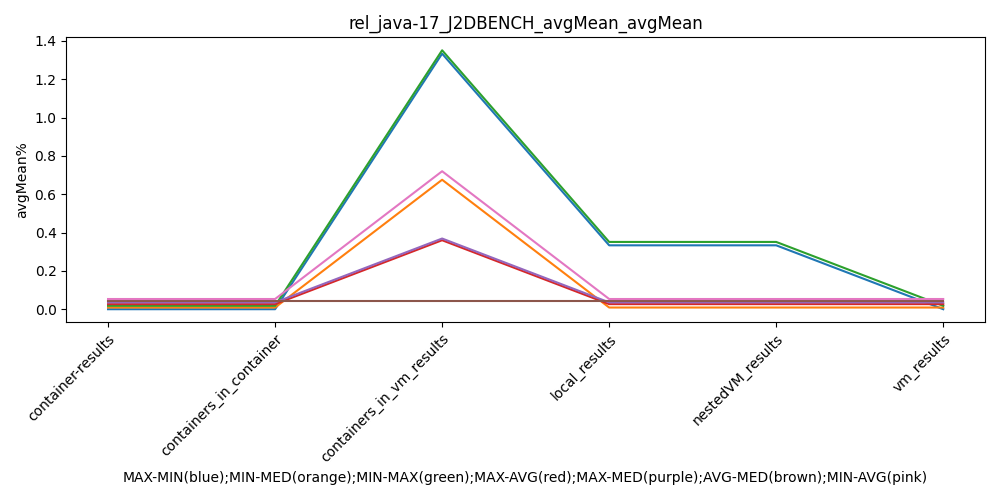 rel_java-17_J2DBENCH_avgMean_avgMean
avgMean%
1.4
1.2
1.0
0.8
0.6
0.4
0.2
0.0
container-results
containers_in_container
containers_in_vm_results
local_results
nestedVM_results
vm_results
MAX-MIN(blue);MIN-MED(orange);MIN-MAX(green);MAX-AVG(red);MAX-MED(purple);AVG-MED(brown);MIN-AVG(pink)